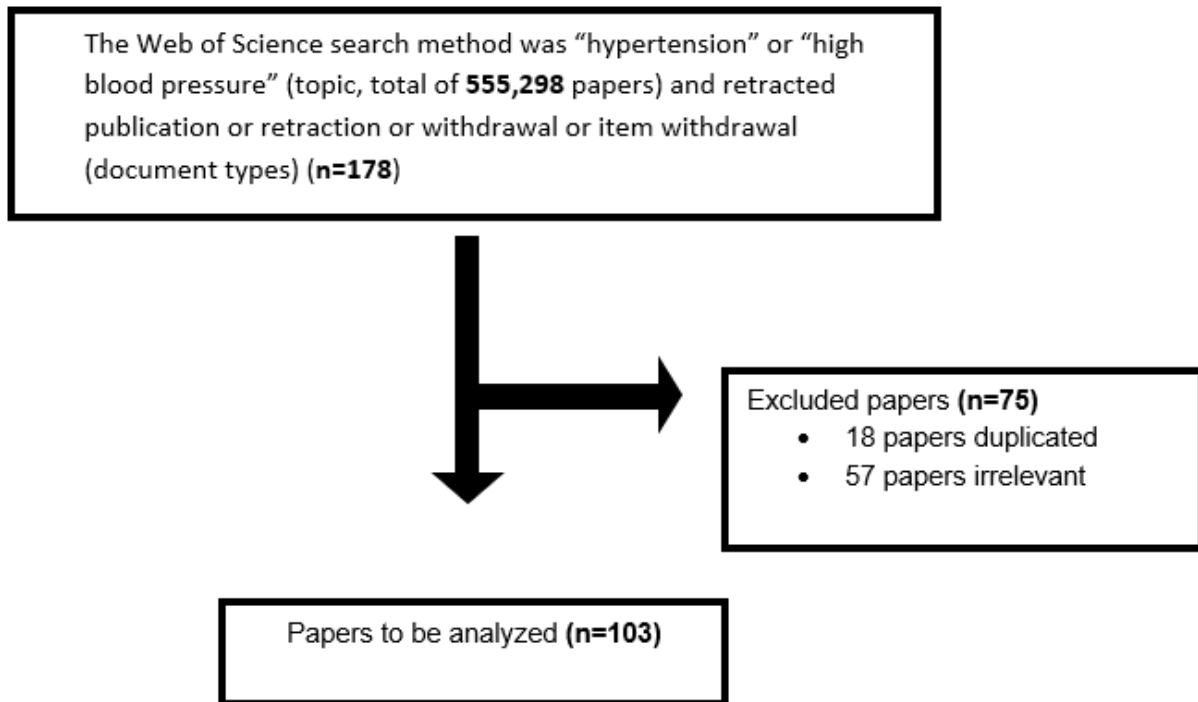 The Web of Science search method was “hypertension” or “high
blood pressure” (topic, total of 555,298 papers) and retracted
publication or retraction or withdrawal or item withdrawal
(document types) (n=178)
Excluded papers (n=75)
• 18 papers duplicated
• 57 papers irrelevant
Papers to be analyzed (n=103)